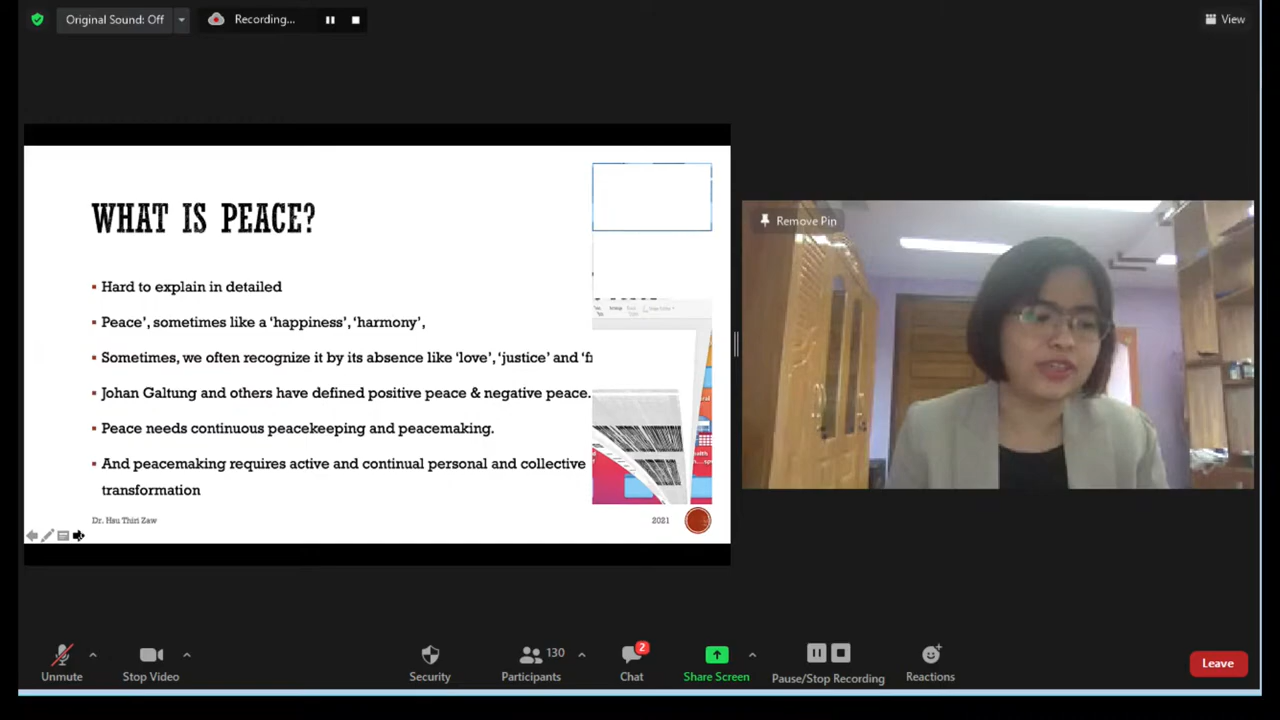 Original Sound: Off
Recording...
View
WHAT IS PEACE?
▪ Hard to explain in detailed
▪ Peace’, sometimes like a ‘happiness’, ‘harmony’,
▪ Sometimes, we often recognize it by its absence like ‘love’, ‘justice’ and
▪ Johan Galtung and others have defined positive peace & negative peace.
▪ Peace needs continuous peacekeeping and peacemaking.
▪ And peacemaking requires active and continual personal and collective
transformation
Dr. Hsu Thiri Zaw
2021
Remove Pin
Unmute
Stop Video
Security
Participants
130
Chat
2
Share Screen
Pause/Stop Recording
Reactions
Leave